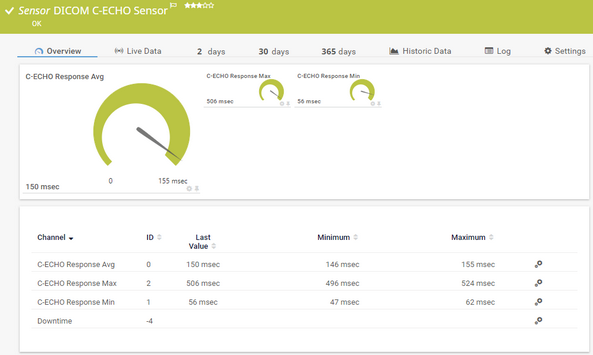 Sensor DICOM C-ECHO Sensor
OK
Overview
Live Data
2 days
30 days
365 days
Historic Data
Log
Settings
C-ECHO Response Avg
150 msec
0
155 msec
C-ECHO Response Max
506 msec
C-ECHO Response Min
56 msec
Channel ID Last Value Minimum Maximum
C-ECHO Response Avg 0 150 msec 146 msec 155 msec
C-ECHO Response Max 2 506 msec 496 msec 524 msec
C-ECHO Response Min 1 56 msec 47 msec 62 msec
Downtime -4